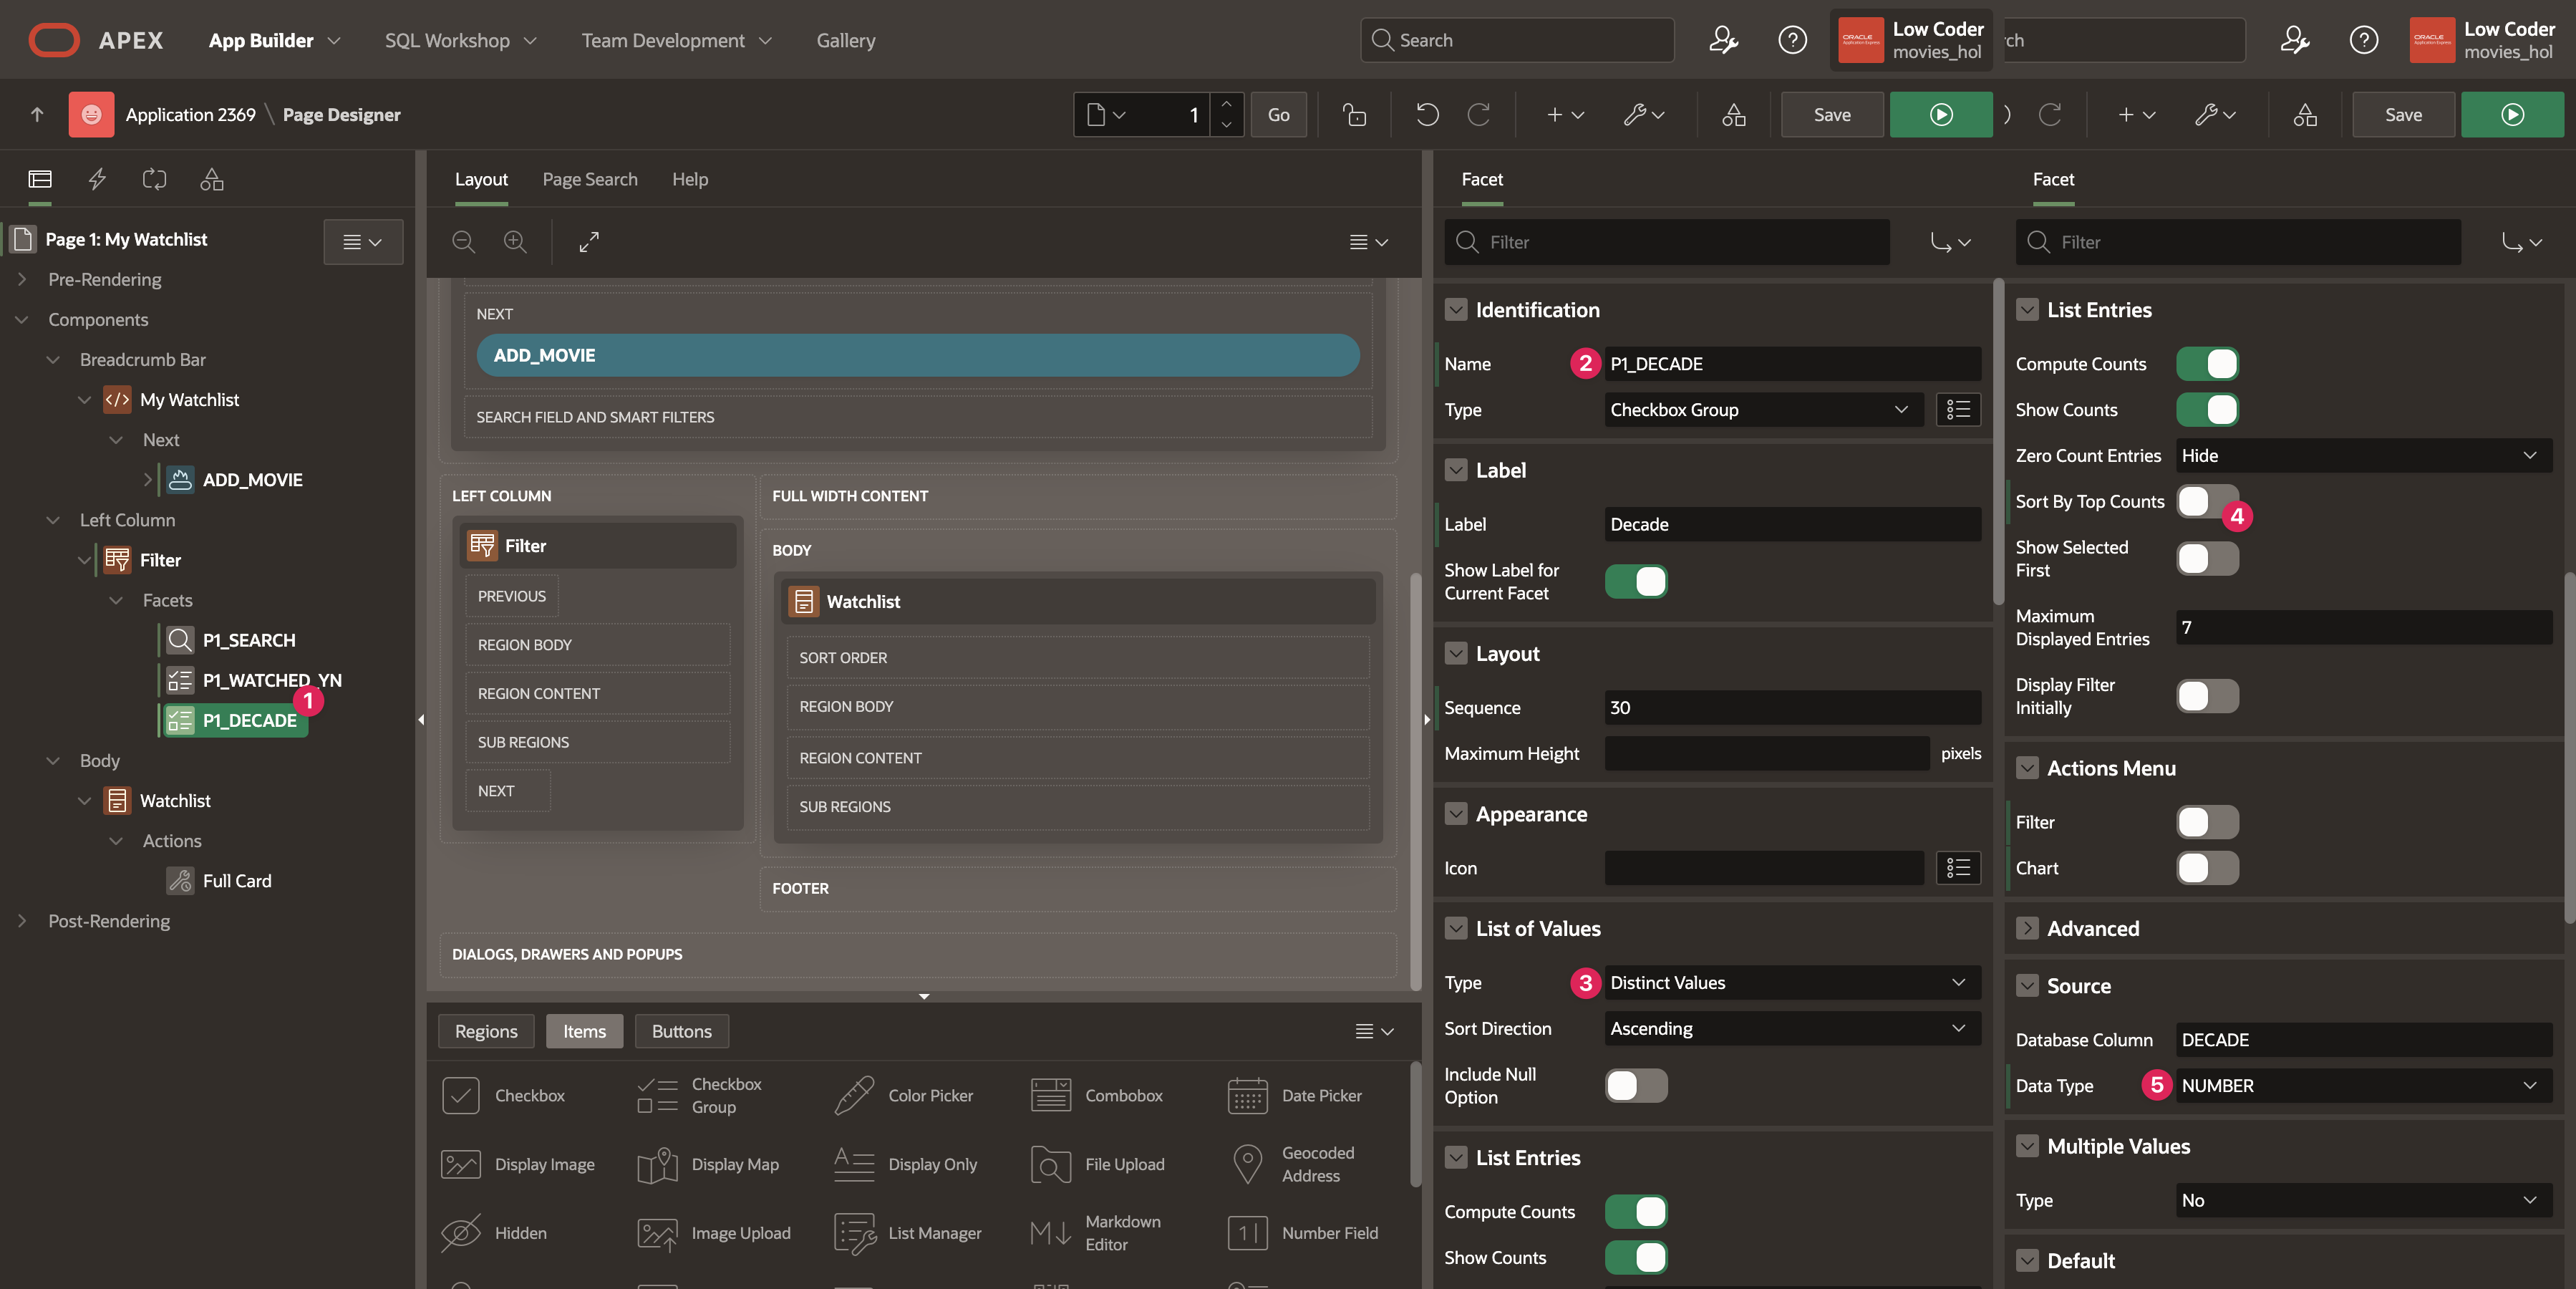 APEX
App Builder
SQL Workshop
Team Development
Gallery
Search
ORACLE
Application Express
Low Coder
movies_hol
rch
ORACLE
Application Express
Low Coder
movies_hol
Application 2369 \ Page Designer
1
Go
Save
Save
Page 1: My Watchlist
Pre-Rendering
Components
Breadcrumb Bar
</> My Watchlist
Next
ADD_MOVIE
Left Column
Filter
Facets
P1_SEARCH
P1_WATCHED_YN
1
P1_DECADE
Body
Watchlist
Actions
Full Card
Post-Rendering
Layout
Page Search
Help
NEXT
ADD_MOVIE
SEARCH FIELD AND SMART FILTERS
LEFT COLUMN
Filter
PREVIOUS
REGION BODY
REGION CONTENT
SUB REGIONS
NEXT
FULL WIDTH CONTENT
BODY
Watchlist
SORT ORDER
REGION BODY
REGION CONTENT
SUB REGIONS
FOOTER
DIALOGS, DRAWERS AND POPUPS
Regions
Items
Buttons
Checkbox
Checkbox
Group
Color Picker
Combobox
Date Picker
Display Image
Display Map
Display Only
File Upload
Geocoded
Address
Hidden
Image Upload
List Manager
Markdown
Editor
Number Field
Facet
Filter
Identification
Name
2
P1_DECADE
Type
Checkbox Group
Label
Label
Decade
Show Label for
Current Facet
Layout
Sequence
30
Maximum Height
pixels
Appearance
Icon
List of Values
Type
3
Distinct Values
Sort Direction
Ascending
Include Null
Option
List Entries
Compute Counts
Show Counts
Facet
Filter
List Entries
Compute Counts
Show Counts
Zero Count Entries
Hide
Sort By Top Counts
4
Show Selected
First
Maximum
Displayed Entries
7
Display Filter
Initially
Actions Menu
Filter
Chart
Advanced
Source
Database Column
DECADE
Data Type
5
NUMBER
Multiple Values
Type
No
Default